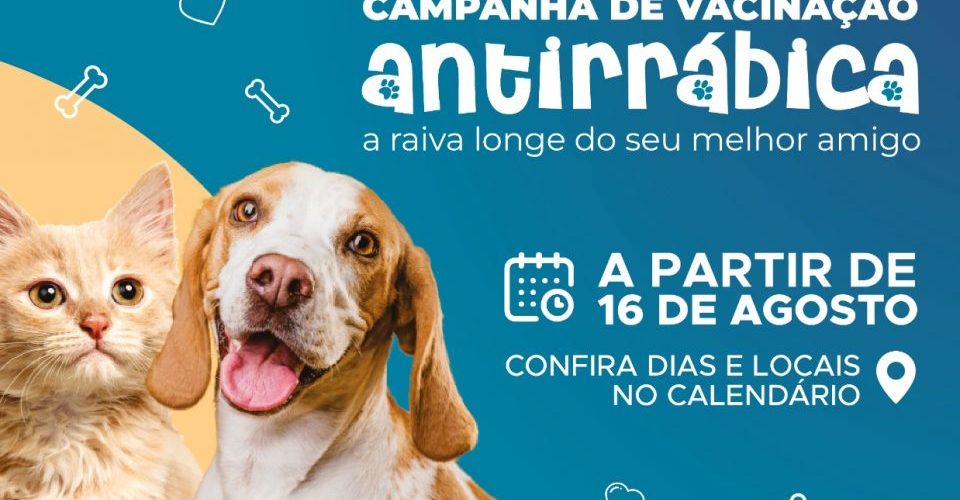 CAMPANHA DE VACINAÇÃO
antirrábica
a raiva longe do seu melhor amigo
A PARTIR DE
16 DE AGOSTO
CONFIRA DIAS E LOCAIS
NO CALENDÁRIO